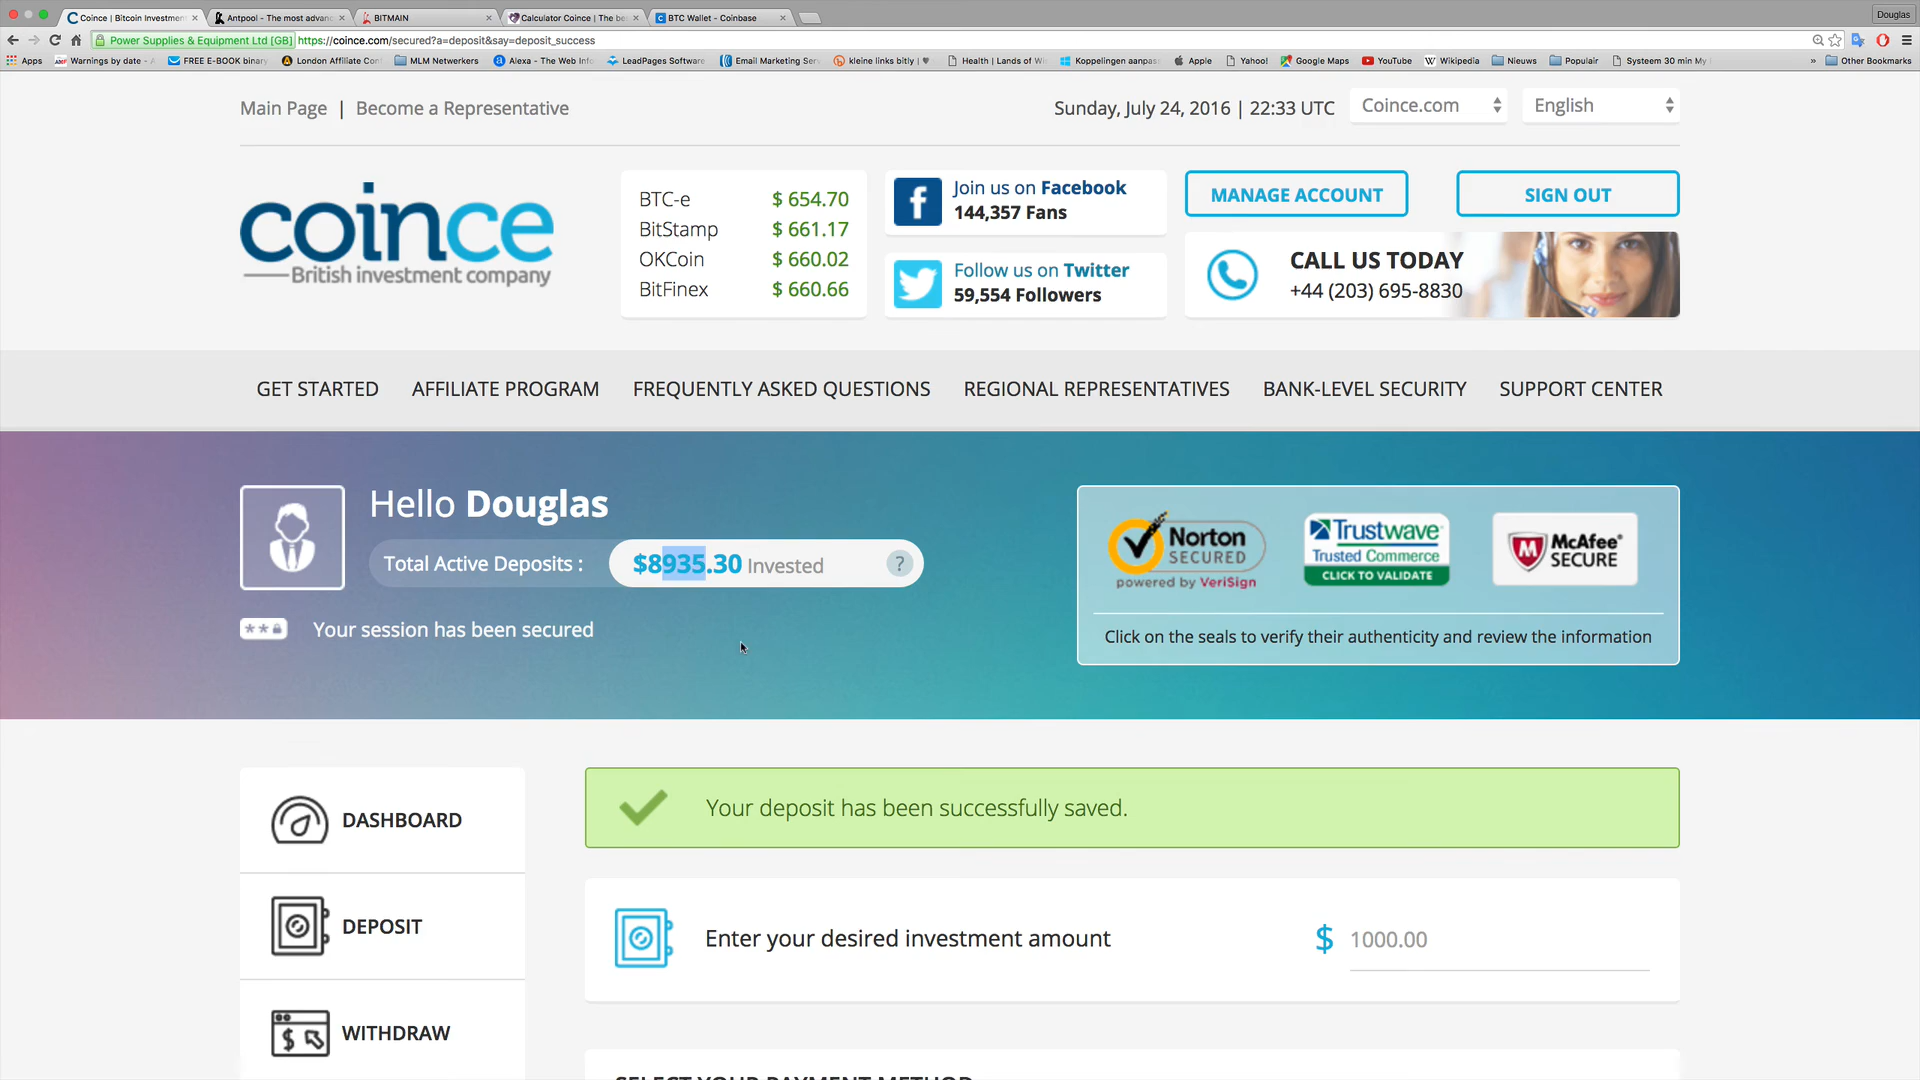 Coince | Bitcoin Investment
Antpool - The most advanc
BITMAIN
Calculator Coince | The be
BTC Wallet - Coinbase
Douglas
Power Supplies & Equipment Ltd [GB]
https://coince.com/secured?a=deposit&say=deposit_success
Apps
Warnings by date -
FREE E-BOOK binary
London Affiliate Con
MLM Netwerkers
Alexa - The Web Info
LeadPages Software
Email Marketing Ser
kleine links bitly | ♥
Health | Lands of Wi
Koppelingen aanpas
Apple
Yahoo!
Google Maps
YouTube
Wikipedia
Nieuws
Populair
Systeem 30 min My
»
Other Bookmarks
Main Page | Become a Representative
Sunday, July 24, 2016 | 22:33 UTC
Coince.com
English
coince
British investment company
BTC-e $ 654.70
BitStamp $ 661.17
OKCoin $ 660.02
BitFinex $ 660.66
Join us on Facebook
144,357 Fans
Follow us on Twitter
59,554 Followers
MANAGE ACCOUNT
SIGN OUT
CALL US TODAY
+44 (203) 695-8830
GET STARTED
AFFILIATE PROGRAM
FREQUENTLY ASKED QUESTIONS
REGIONAL REPRESENTATIVES
BANK-LEVEL SECURITY
SUPPORT CENTER
Hello Douglas
Total Active Deposits : $8935.30 Invested ?
Your session has been secured
Norton
SECURED
powered by VeriSign
Trustwave®
Trusted Commerce
CLICK TO VALIDATE
McAfee®
SECURE
Click on the seals to verify their authenticity and review the information
DASHBOARD
DEPOSIT
WITHDRAW
Your deposit has been successfully saved.
Enter your desired investment amount
$ 1000.00
SELECT YOUR PAYMENT METHOD